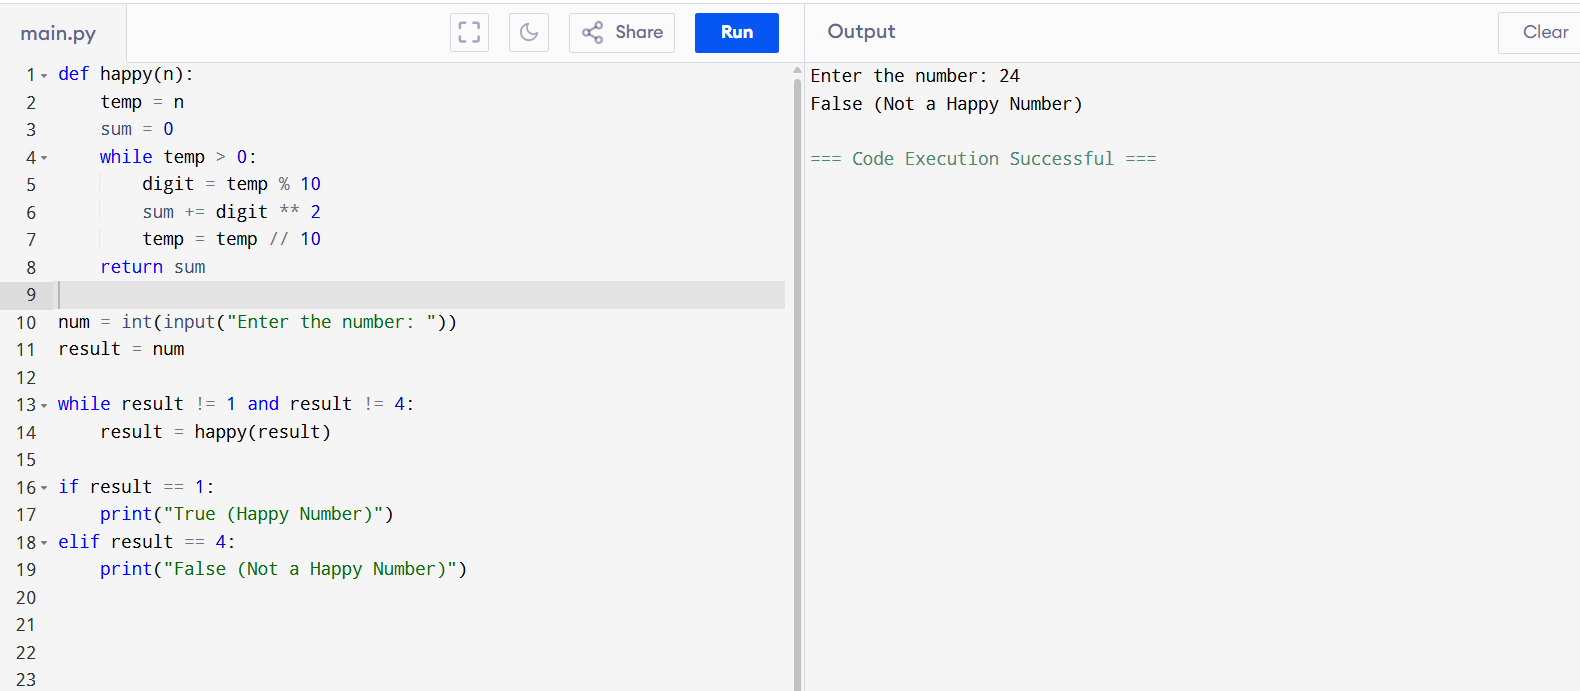 main.py
Share
Run
Output
Clear
1 def happy(n):
2     temp = n
3     sum = 0
4     while temp > 0:
5         digit = temp % 10
6         sum += digit ** 2
7         temp = temp // 10
8     return sum
9
10 num = int(input("Enter the number: "))
11 result = num
12
13 while result != 1 and result != 4:
14     result = happy(result)
15
16 if result == 1:
17     print("True (Happy Number)")
18 elif result == 4:
19     print("False (Not a Happy Number)")
20
21
22
23
Enter the number: 24
False (Not a Happy Number)
=== Code Execution Successful ===